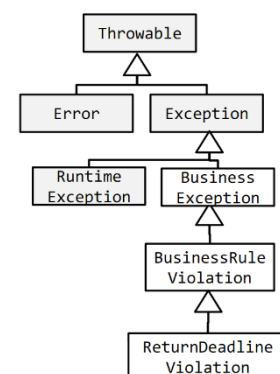 Throwable
Error
Exception
Runtime
Exception
Business
Exception
BusinessRule
Violation
ReturnDeadline
Violation